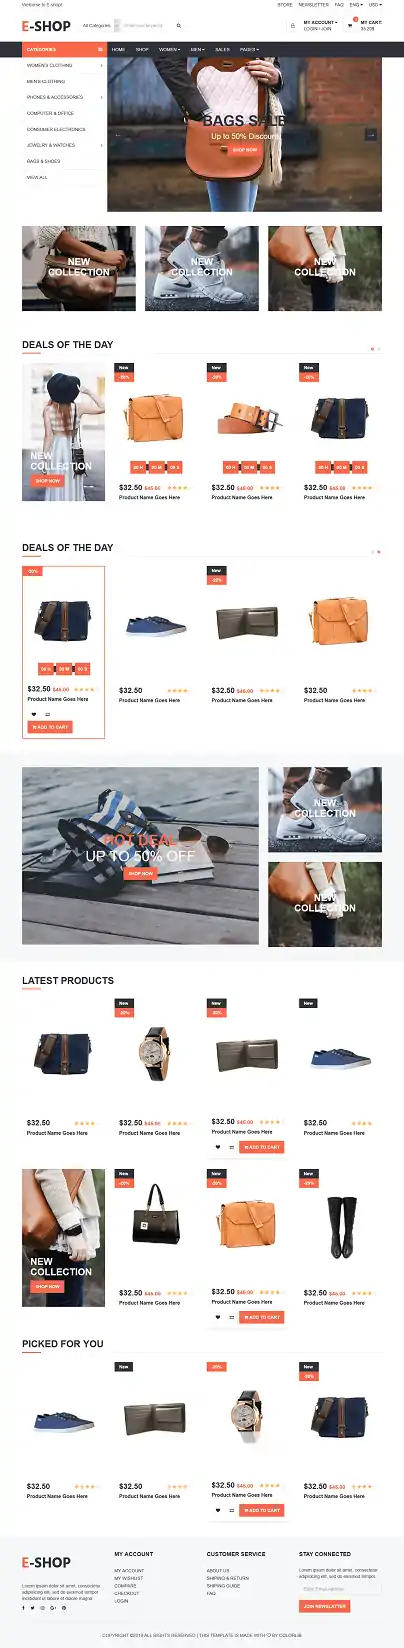 Welcome to E-shop!
STORE NEWSLETTER FAQ ENG USD
E-SHOP
All Categories Enter your keyword
MY ACCOUNT
LOGIN / JOIN
MY CART:
35.20$
CATEGORIES
HOME SHOP WOMEN MEN SALES PAGES
WOMEN'S CLOTHING
MEN'S CLOTHING
PHONES & ACCESSORIES
COMPUTER & OFFICE
CONSUMER ELECTRONICS
JEWELRY & WATCHES
BAGS & SHOES
VIEW ALL
BAGS SALE
Up to 50% Discount
SHOP NOW
NEW
COLLECTION
NEW
COLLECTION
NEW
COLLECTION
DEALS OF THE DAY
NEW
COLLECTION
SHOP NOW
New
-20%
00 H 00 M 00 S
$32.50 $45.00
Product Name Goes Here
New
-20%
00 H 00 M 00 S
$32.50 $45.00
Product Name Goes Here
New
-20%
00 H 00 M 00 S
$32.50 $45.00
Product Name Goes Here
DEALS OF THE DAY
-20%
00 H 00 M 00 S
$32.50 $45.00
Product Name Goes Here
ADD TO CART
$32.50
Product Name Goes Here
New
-20%
$32.50 $45.00
Product Name Goes Here
$32.50
Product Name Goes Here
HOT DEAL
UP TO 50% OFF
SHOP NOW
NEW
COLLECTION
NEW
COLLECTION
LATEST PRODUCTS
$32.50
Product Name Goes Here
New
-20%
$32.50 $45.00
Product Name Goes Here
New
-20%
$32.50 $45.00
Product Name Goes Here
ADD TO CART
New
$32.50
Product Name Goes Here
NEW
COLLECTION
SHOP NOW
New
-20%
$32.50 $45.00
Product Name Goes Here
New
-20%
$32.50 $45.00
Product Name Goes Here
ADD TO CART
New
-20%
$32.50 $45.00
Product Name Goes Here
PICKED FOR YOU
$32.50
Product Name Goes Here
New
$32.50
Product Name Goes Here
-20%
$32.50 $45.00
Product Name Goes Here
ADD TO CART
New
-20%
$32.50 $45.00
Product Name Goes Here
E-SHOP
Lorem ipsum dolor sit amet, consectetur
adipiscing elit, sed do eiusmod tempor
incididunt ut labore et dolore magna
MY ACCOUNT
MY ACCOUNT
MY WISHLIST
COMPARE
CHECKOUT
LOGIN
CUSTOMER SERVICE
ABOUT US
SHIPING & RETURN
SHIPING GUIDE
FAQ
STAY CONNECTED
Lorem ipsum dolor sit amet, consectetur
adipiscing elit, sed do eiusmod tempor.
Enter Email Address
JOIN NEWSLETTER
COPYRIGHT ©2019 ALL RIGHTS RESERVED | THIS TEMPLATE IS MADE WITH BY COLORLIB